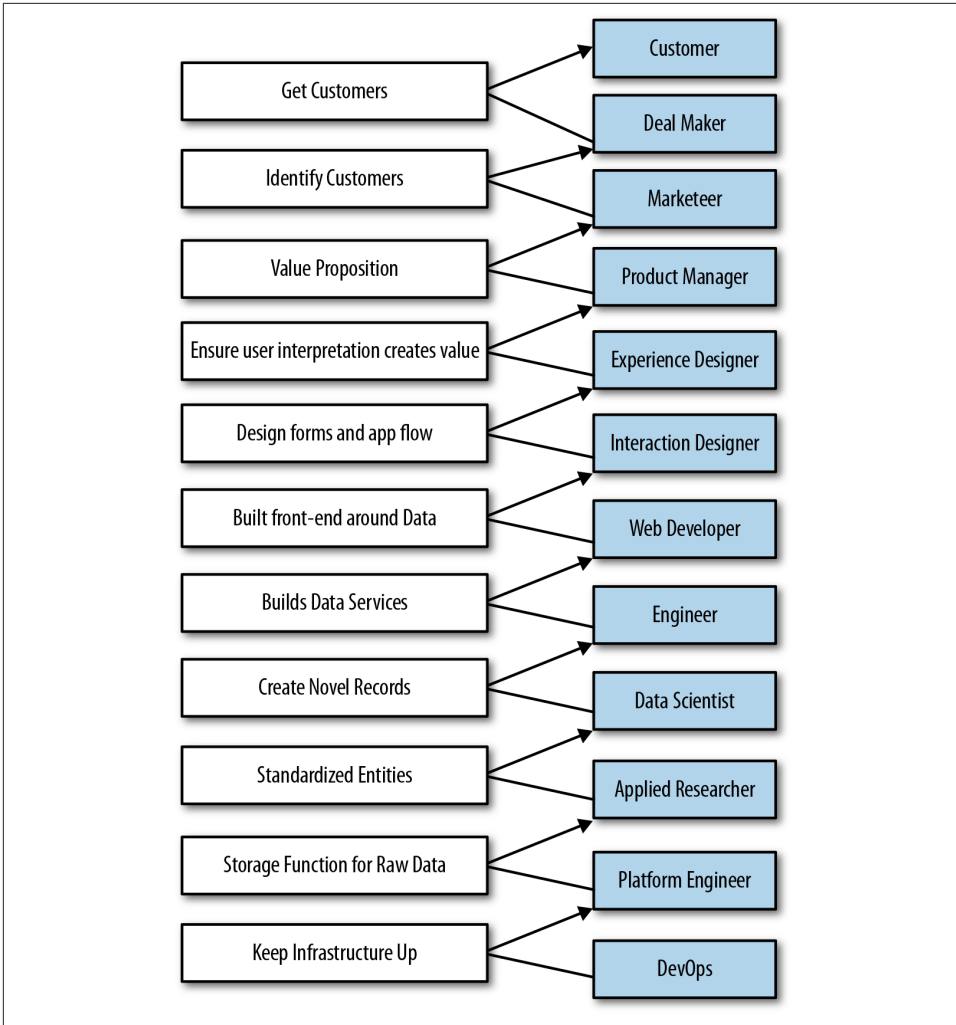 Customer
Get Customers
Deal Maker
Identify Customers
Marketeer
Value Proposition
Product Manager
Ensure user interpretation creates value
Experience Designer
Design forms and app flow
Interaction Designer
Built front-end around Data
Web Developer
Builds Data Services
Engineer
Create Novel Records
Data Scientist
Standardized Entities
Applied Researcher
Storage Function for Raw Data
Platform Engineer
Keep Infrastructure Up
DevOps